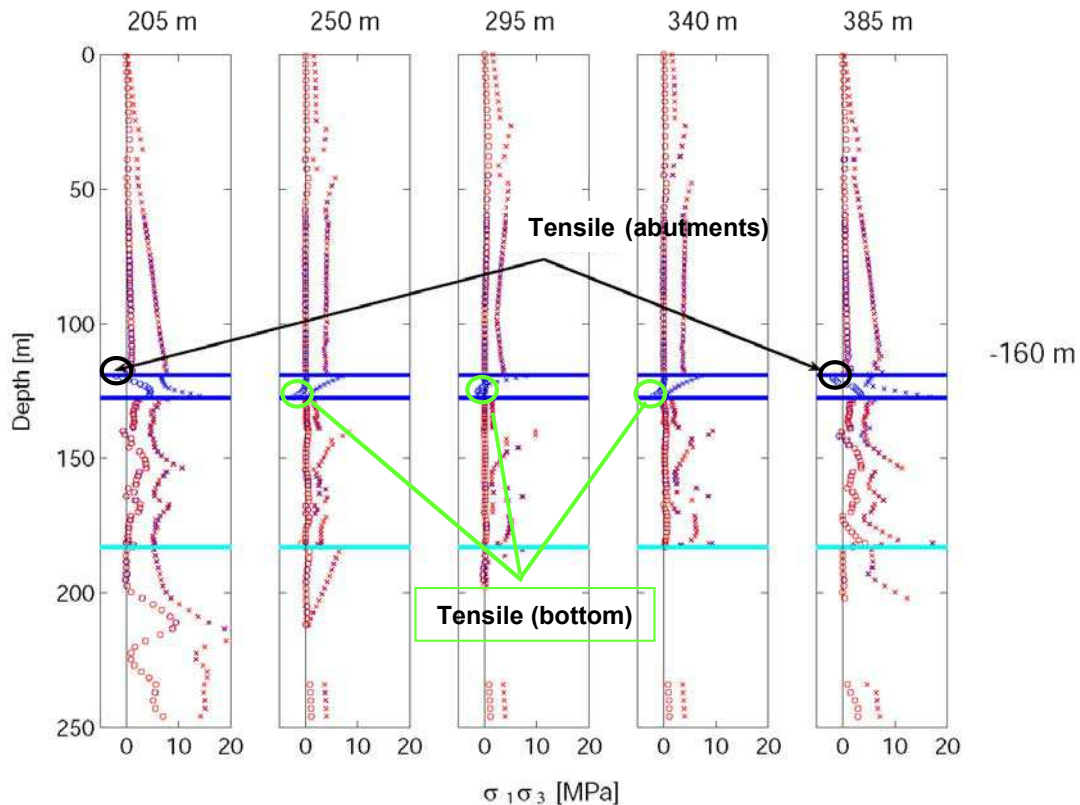 205 m 250 m 295 m 340 m 385 m
0
50
Tensile (abutments)
100
-160 m
Depth [m]
150
200
Tensile (bottom)
250
0 10 20 0 10 20 0 10 20 0 10 20 0 10 20
σ 1 σ 3 [MPa]